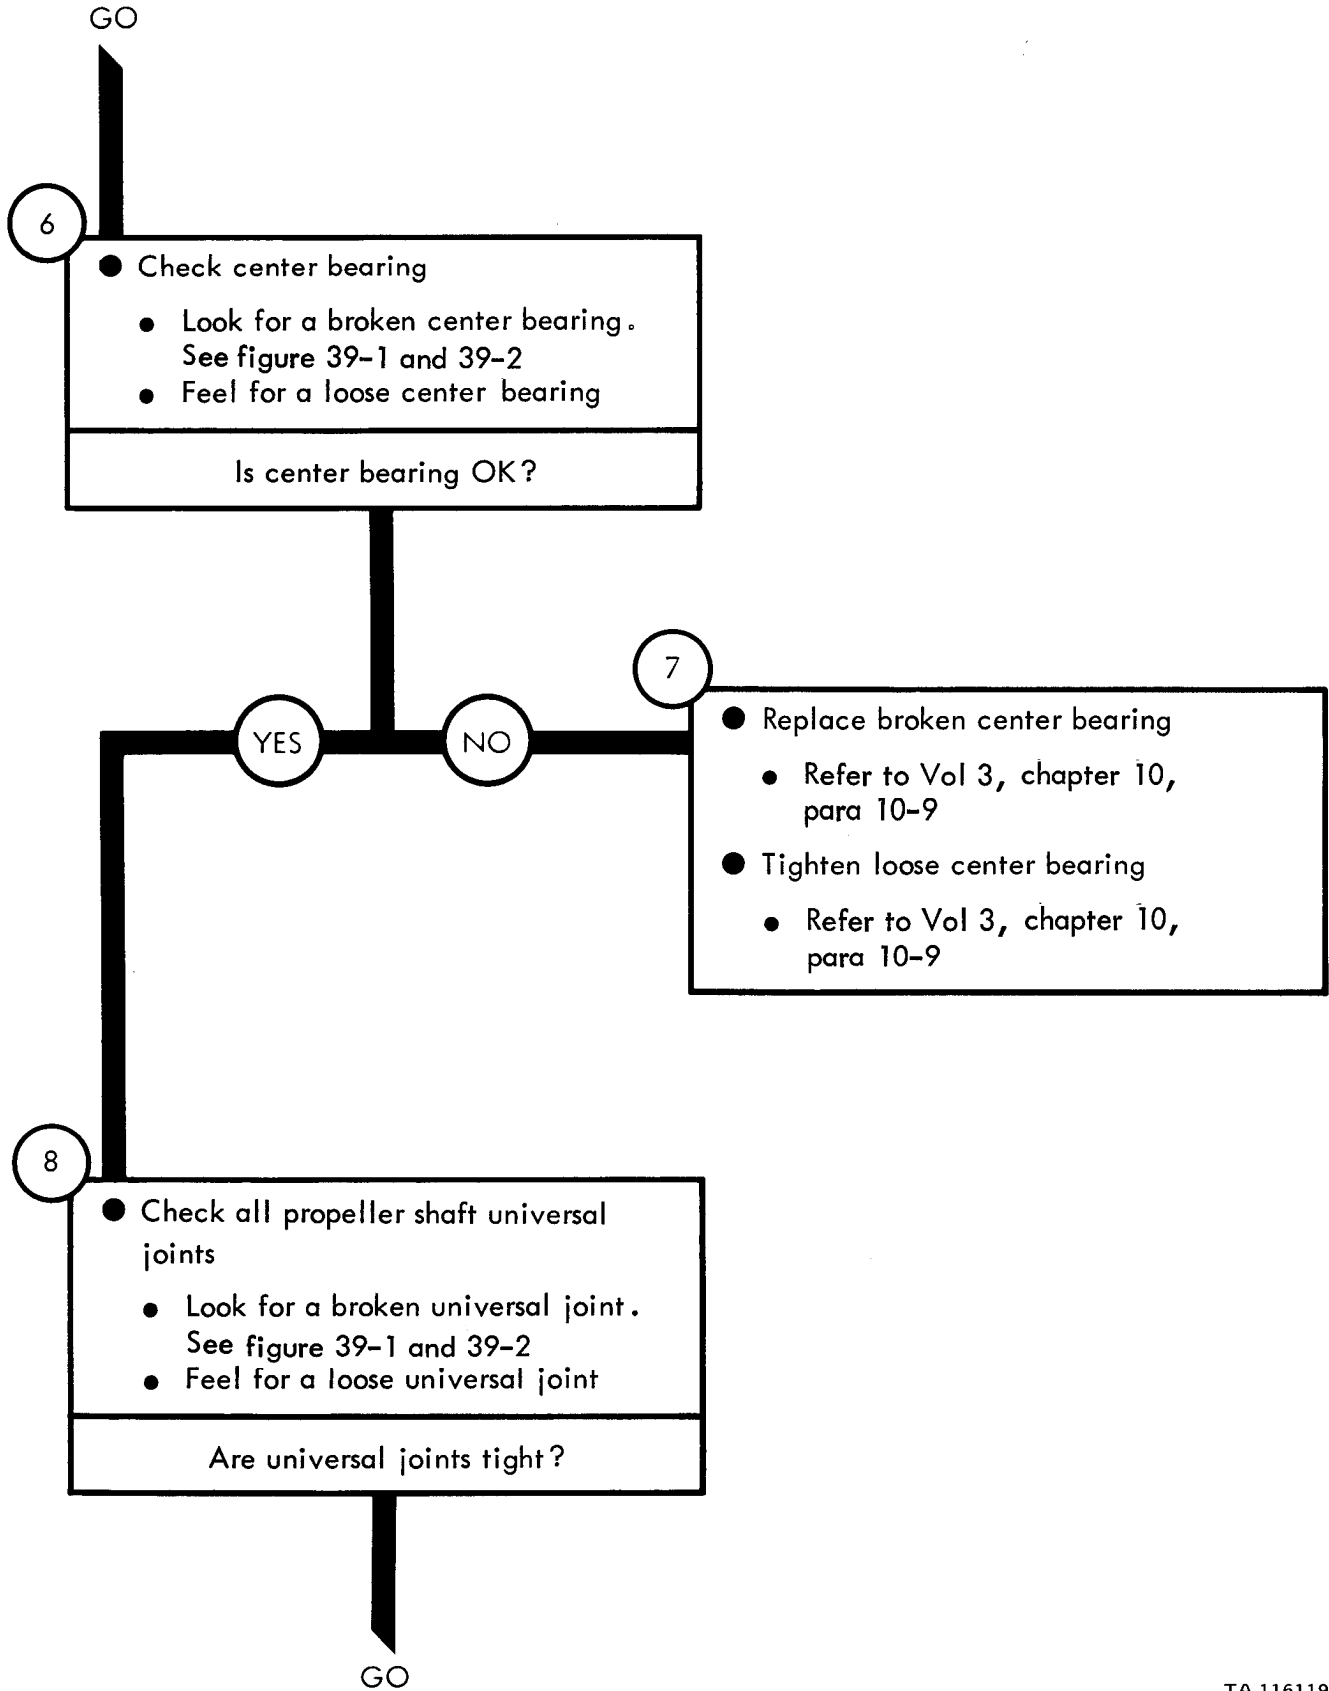 GO
6
● Check center bearing
● Look for a broken center bearing.
See figure 39-1 and 39-2
● Feel for a loose center bearing
Is center bearing OK?
YES
NO
7
● Replace broken center bearing
● Refer to Vol 3, chapter 10,
para 10-9
● Tighten loose center bearing
● Refer to Vol 3, chapter 10,
para 10-9
8
● Check all propeller shaft universal
joints
● Look for a broken universal joint.
See figure 39-1 and 39-2
● Feel for a loose universal joint
Are universal joints tight?
GO
TA 116119